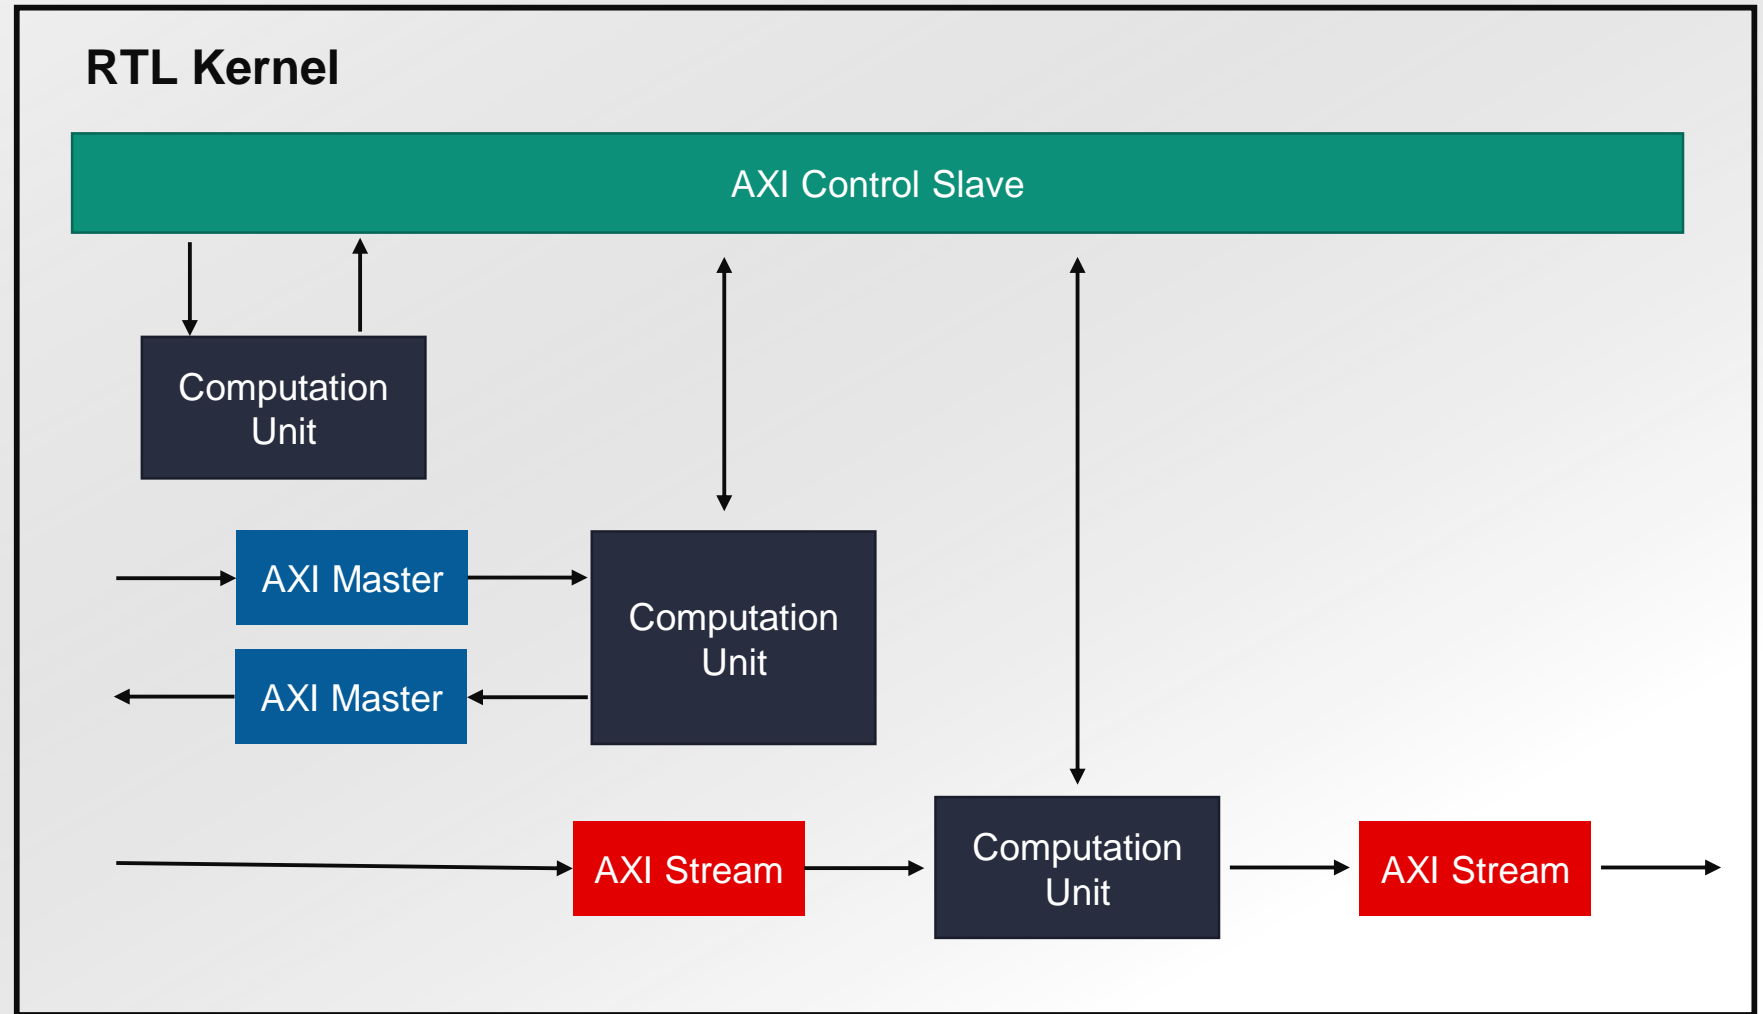 RTL Kernel
AXI Control Slave
Computation
Unit
AXI Master
Computation
Unit
AXI Master
AXI Stream
Computation
Unit
AXI Stream